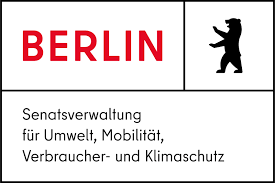 BERLIN
Senatsverwaltung
für Umwelt, Mobilität,
Verbraucher- und Klimaschutz